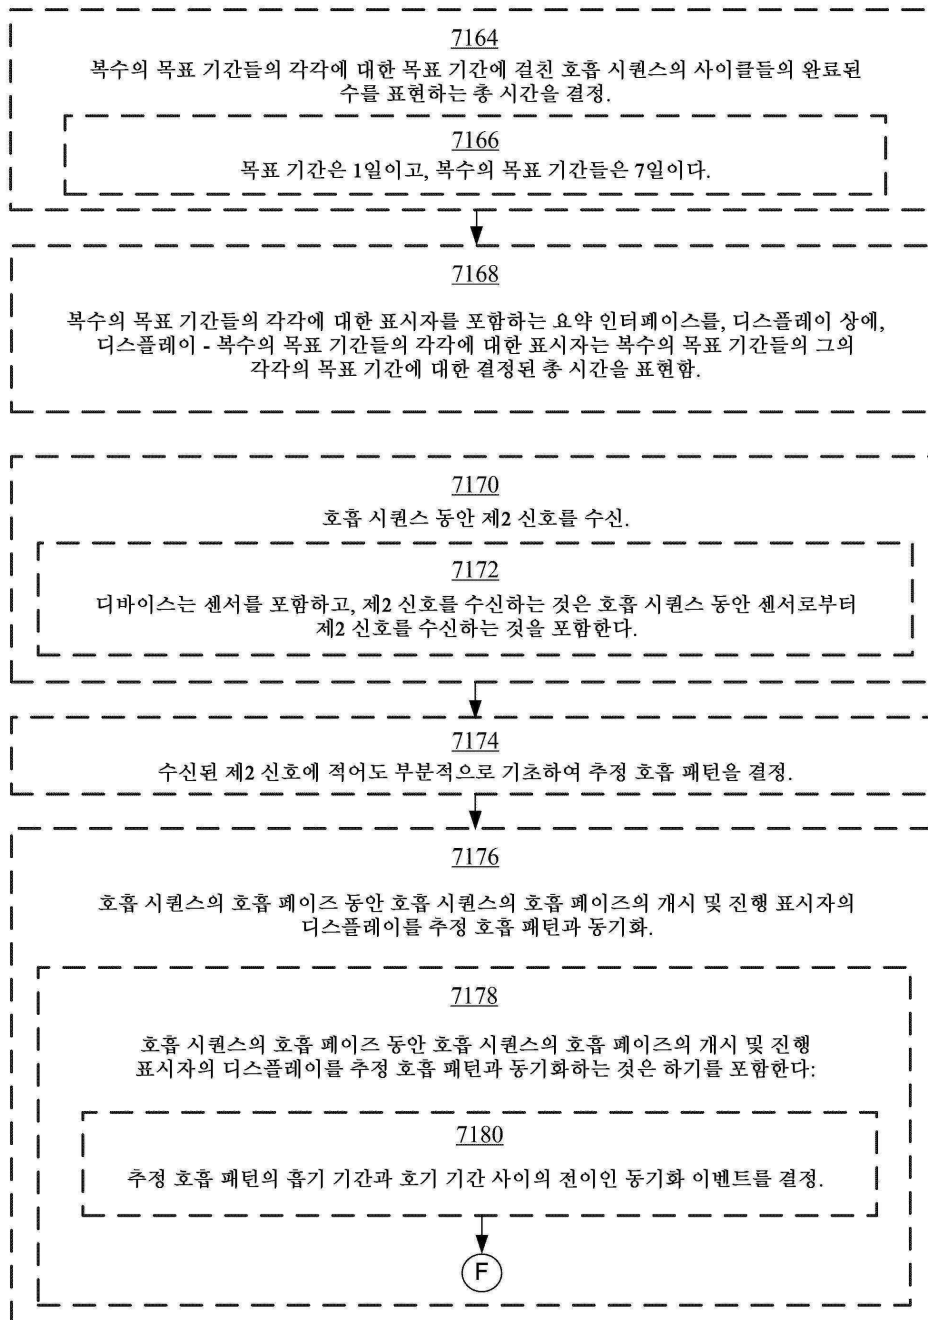 7164
복수의 목표 기간들의 각각에 대한 목표 기간에 걸친 호흡 시퀀스의 사이클들의 완료된
수를 표현하는 총 시간을 결정.
7166
목표 기간은 1일이고, 복수의 목표 기간들은 7일이다.
7168
복수의 목표 기간들의 각각에 대한 표시자를 포함하는 요약 인터페이스를, 디스플레이 상에,
디스플레이 - 복수의 목표 기간들의 각각에 대한 표시자는 복수의 목표 기간들의 그의
각각의 목표 기간에 대한 결정된 총 시간을 표현함.
7170
호흡 시퀀스 동안 제2 신호를 수신.
7172
디바이스는 센서를 포함하고, 제2 신호를 수신하는 것은 호흡 시퀀스 동안 센서로부터
제2 신호를 수신하는 것을 포함한다.
7174
수신된 제2 신호에 적어도 부분적으로 기초하여 추정 호흡 패턴을 결정.
7176
호흡 시퀀스의 호흡 페이즈 동안 호흡 시퀀스의 호흡 페이즈의 개시 및 진행 표시자의
디스플레이를 추정 호흡 패턴과 동기화.
7178
호흡 시퀀스의 호흡 페이즈 동안 호흡 시퀀스의 호흡 페이즈의 개시 및 진행
표시자의 디스플레이를 추정 호흡 패턴과 동기화하는 것은 하기를 포함한다:
7180
추정 호흡 패턴의 흡기 기간과 호기 기간 사이의 전이인 동기화 이벤트를 결정.
F